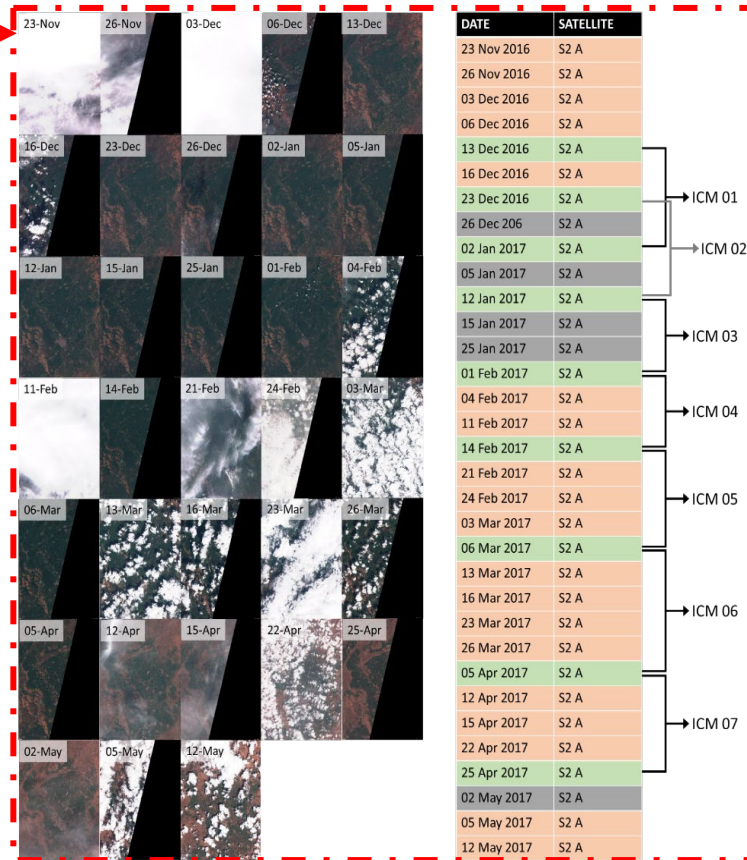 23-Nov 26-Nov 03-Dec 06-Dec 13-Dec
16-Dec 23-Dec 26-Dec 02-Jan 05-Jan
12-Jan 15-Jan 25-Jan 01-Feb 04-Feb
11-Feb 14-Feb 21-Feb 24-Feb 03-Mar
06-Mar 13-Mar 16-Mar 23-Mar 26-Mar
05-Apr 12-Apr 15-Apr 22-Apr 25-Apr
02-May 05-May 12-May
DATE SATELLITE
23 Nov 2016 S2 A
26 Nov 2016 S2 A
03 Dec 2016 S2 A
06 Dec 2016 S2 A
13 Dec 2016 S2 A
16 Dec 2016 S2 A
23 Dec 2016 S2 A
26 Dec 206 S2 A
02 Jan 2017 S2 A
05 Jan 2017 S2 A
12 Jan 2017 S2 A
15 Jan 2017 S2 A
25 Jan 2017 S2 A
01 Feb 2017 S2 A
04 Feb 2017 S2 A
11 Feb 2017 S2 A
14 Feb 2017 S2 A
21 Feb 2017 S2 A
24 Feb 2017 S2 A
03 Mar 2017 S2 A
06 Mar 2017 S2 A
13 Mar 2017 S2 A
16 Mar 2017 S2 A
23 Mar 2017 S2 A
26 Mar 2017 S2 A
05 Apr 2017 S2 A
12 Apr 2017 S2 A
15 Apr 2017 S2 A
22 Apr 2017 S2 A
25 Apr 2017 S2 A
02 May 2017 S2 A
05 May 2017 S2 A
12 May 2017 S2 A
ICM 01
ICM 02
ICM 03
ICM 04
ICM 05
ICM 06
ICM 07